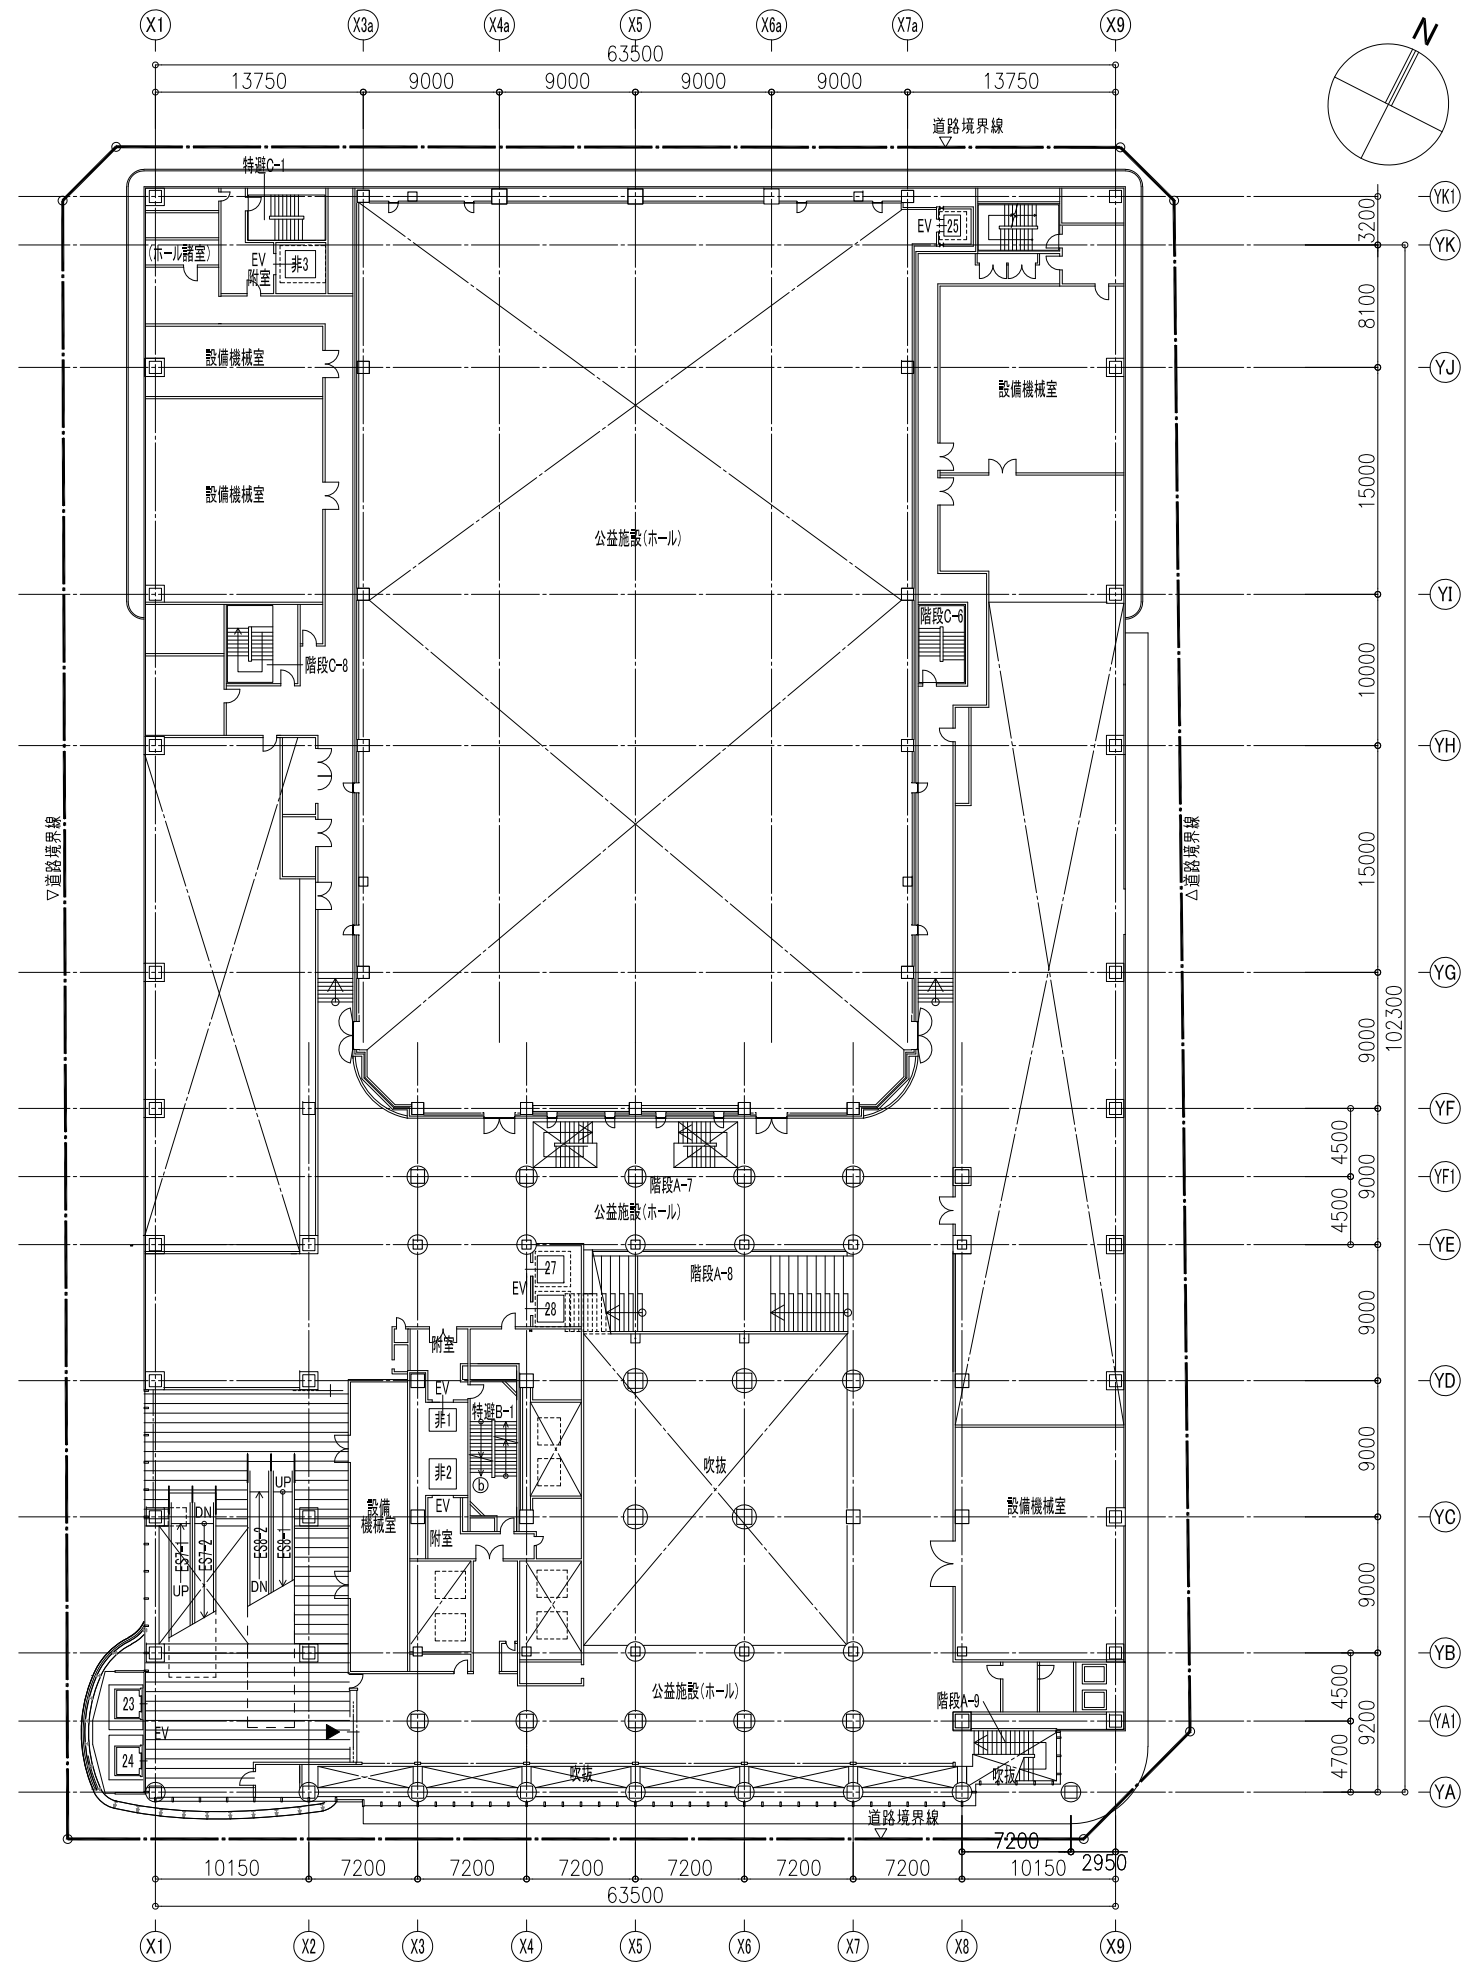 X1 X3a X4a X5 X6a X7a X9
N
63500
13750 9000 9000 9000 9000 13750
道路境界線
特避C-1
YK1
3200
(ホール諸室)
EV
附室
非3
EV
25
YK
8100
設備機械室
YJ
設備機械室
15000
設備機械室
公益施設(ホール)
YI
階段C-6
階段C-8
10000
YH
道路境界線
道路境界線
15000
YG
102300
9000
YF
4500
9000
階段A-7
YF1
公益施設(ホール)
4500
YE
27
EV
28
階段A-8
9000
附室
EV
YD
非1
特避B-1
吹抜
9000
非2
b
UP
DN
EV
設備
機械室
設備機械室
YC
附室
ES7-1
ES7-2
ES8-2
ES8-1
UP
DN
9000
YB
公益施設(ホール)
階段A-9
4500
9200
23
EV
YA1
24
4700
吹抜
吹抜
YA
道路境界線
7200
2950
10150 7200 7200 7200 7200 7200 7200 10150
63500
X1 X2 X3 X4 X5 X6 X7 X8 X9